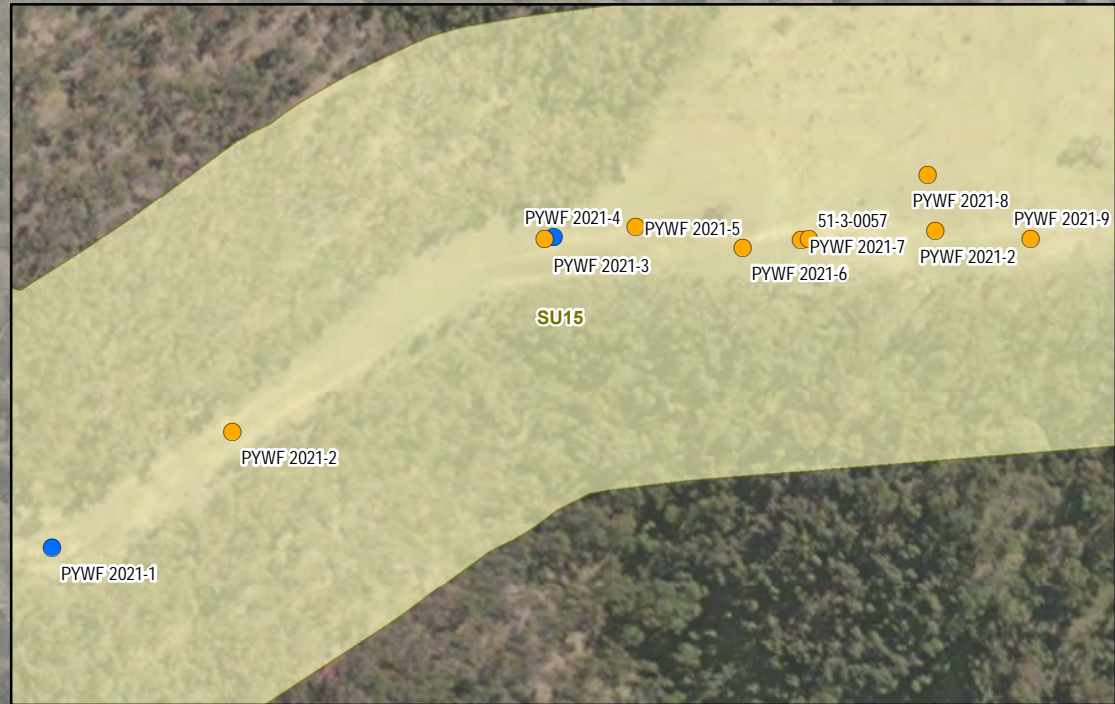 PYWF 2021-8
PYWF 2021-4
51-3-0057
PYWF 2021-9
PYWF 2021-5
PYWF 2021-7
PYWF 2021-2
PYWF 2021-3
PYWF 2021-6
SU15
PYWF 2021-2
PYWF 2021-1